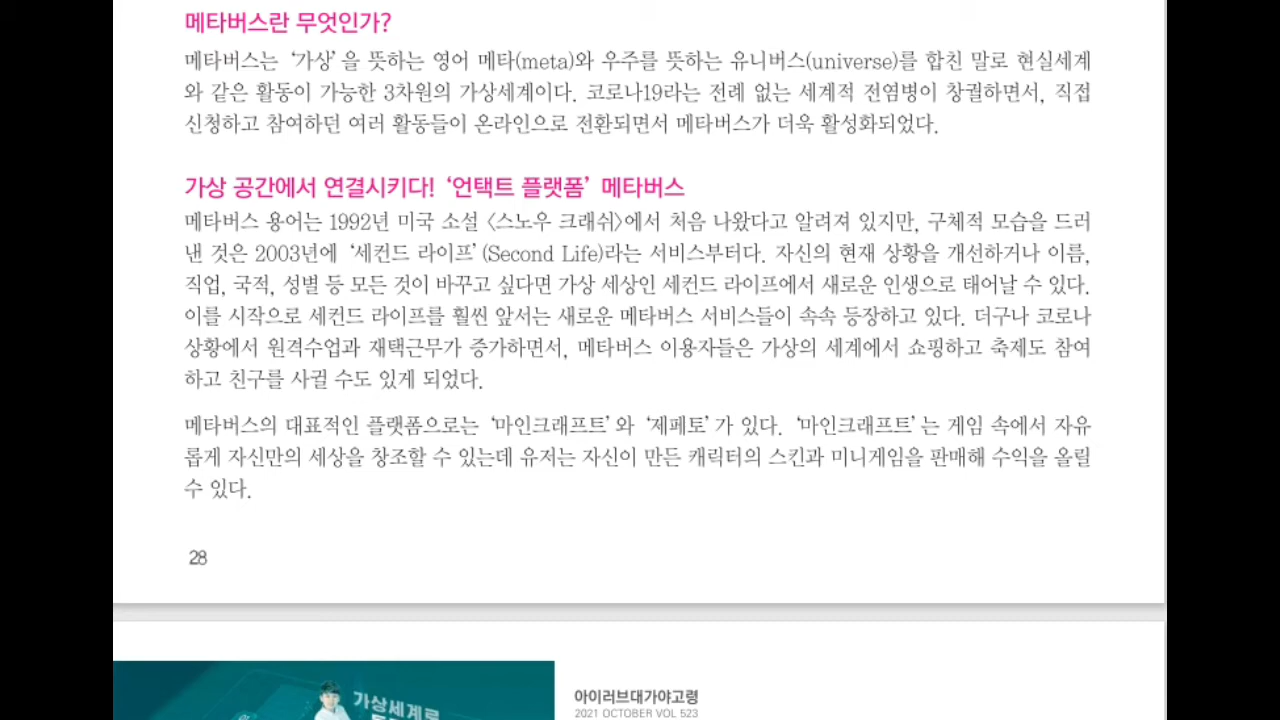 메타버스란 무엇인가?
메타버스는 ‘가상’을 뜻하는 영어 메타(meta)와 우주를 뜻하는 유니버스(universe)를 합친 말로 현실세계
와 같은 활동이 가능한 3차원의 가상세계이다. 코로나19라는 전례 없는 세계적 전염병이 창궐하면서, 직접
신청하고 참여하던 여러 활동들이 온라인으로 전환되면서 메타버스가 더욱 활성화되었다.
가상 공간에서 연결시키다! ‘언택트 플랫폼’ 메타버스
메타버스 용어는 1992년 미국 소설 〈스노우 크래쉬〉에서 처음 나왔다고 알려져 있지만, 구체적 모습을 드러
낸 것은 2003년에 ‘세컨드 라이프’(Second Life)라는 서비스부터다. 자신의 현재 상황을 개선하거나 이름,
직업, 국적, 성별 등 모든 것이 바꾸고 싶다면 가상 세상인 세컨드 라이프에서 새로운 인생으로 태어날 수 있다.
이를 시작으로 세컨드 라이프를 훨씬 앞서는 새로운 메타버스 서비스들이 속속 등장하고 있다. 더구나 코로나
상황에서 원격수업과 재택근무가 증가하면서, 메타버스 이용자들은 가상의 세계에서 쇼핑하고 축제도 참여
하고 친구를 사귈 수도 있게 되었다.
메타버스의 대표적인 플랫폼으로는 ‘마인크래프트’와 ‘제페토’가 있다. ‘마인크래프트’는 게임 속에서 자유
롭게 자신만의 세상을 창조할 수 있는데 유저는 자신이 만든 캐릭터의 스킨과 미니게임을 판매해 수익을 올릴
수 있다.
28
가상세계로
아이러브대가야고령
2021 OCTOBER VOL 523